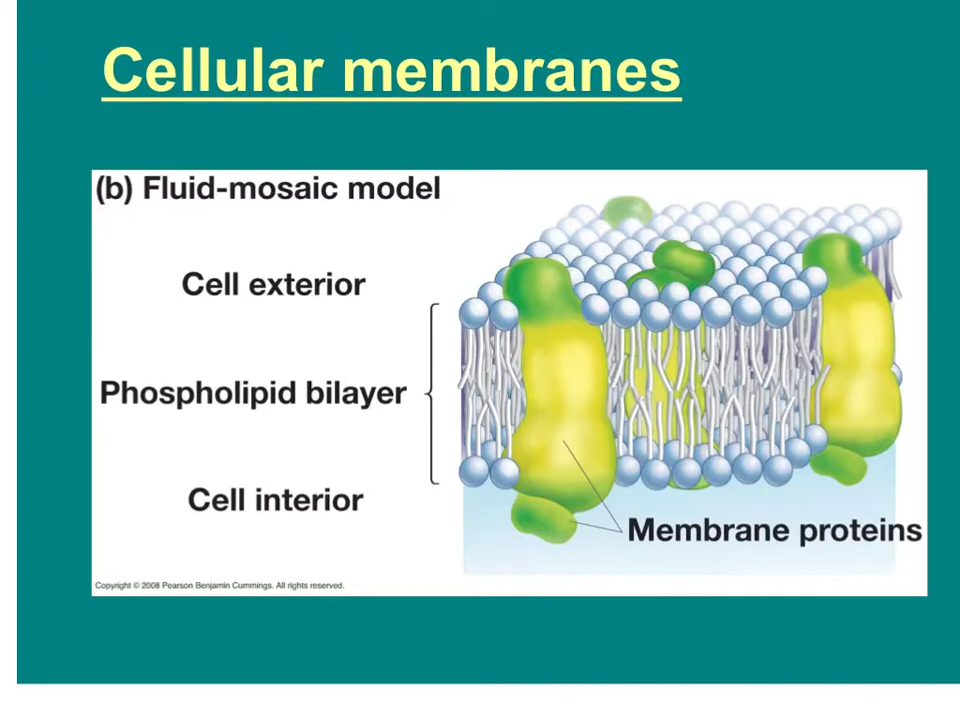 Cellular membranes
(b) Fluid-mosaic model
Cell exterior
Phospholipid bilayer
Cell interior
Membrane proteins
Copyright © 2008 Pearson Benjamin Cummings. All rights reserved.